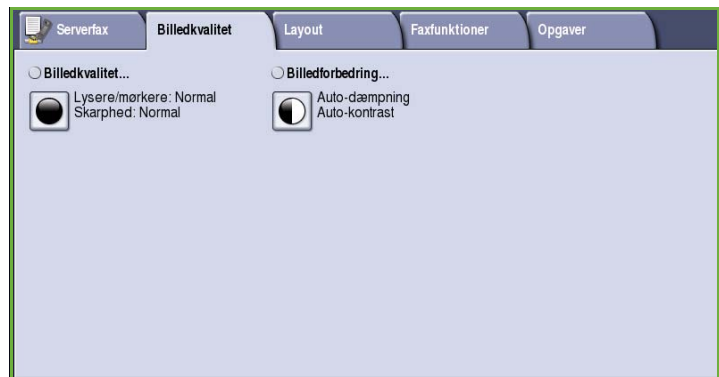 Serverfax
Billedkvalitet
Layout
Faxfunktioner
Opgaver
Billedkvalitet...
Lysere/mørkere: Normal
Skarphed: Normal
Billedforbedring...
Auto-dæmpning
Auto-kontrast